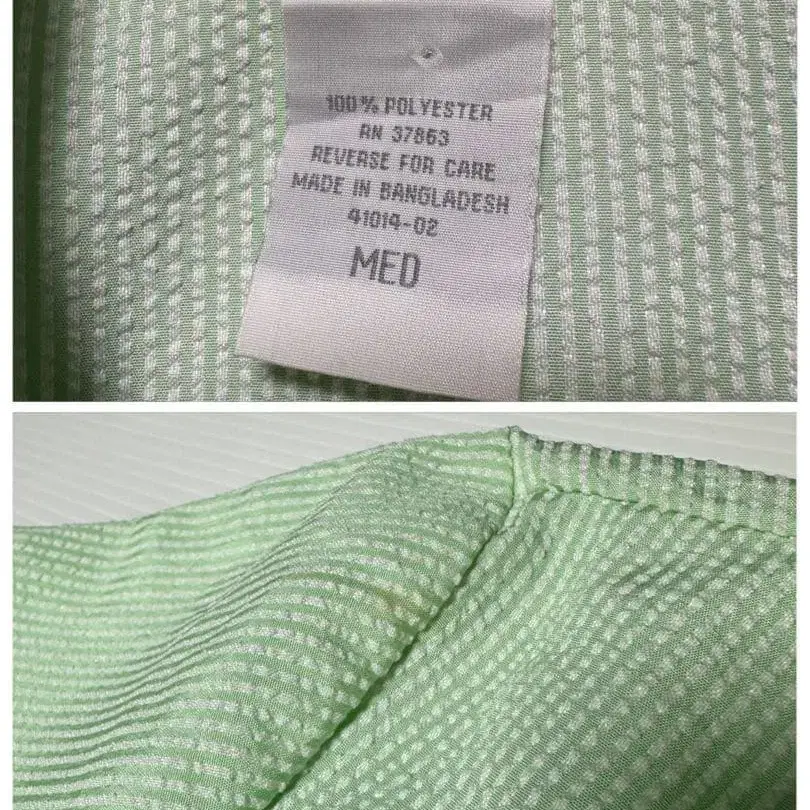 100% POLYESTER
RN 37863
REVERSE FOR CARE
MADE IN BANGLADESH
41014-02
MED